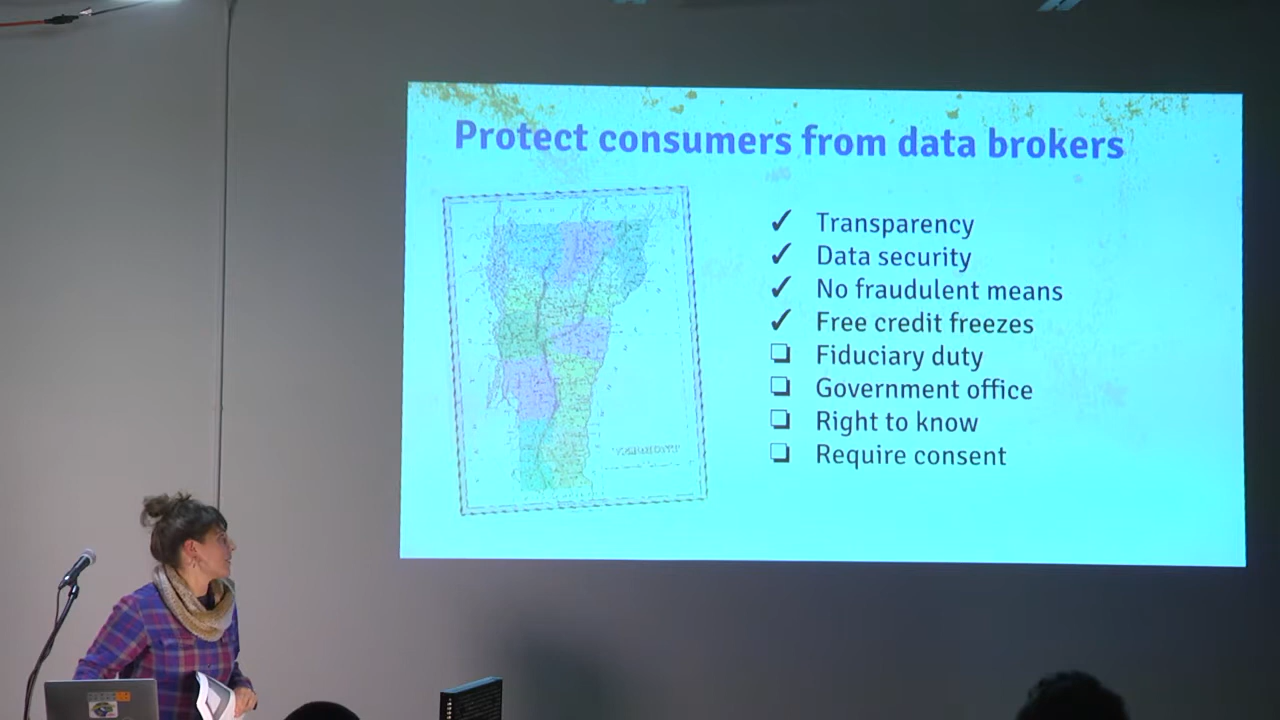 Protect consumers from data brokers
✓ Transparency
✓ Data security
✓ No fraudulent means
✓ Free credit freezes
❏ Fiduciary duty
❏ Government office
❏ Right to know
❏ Require consent
VERMONT